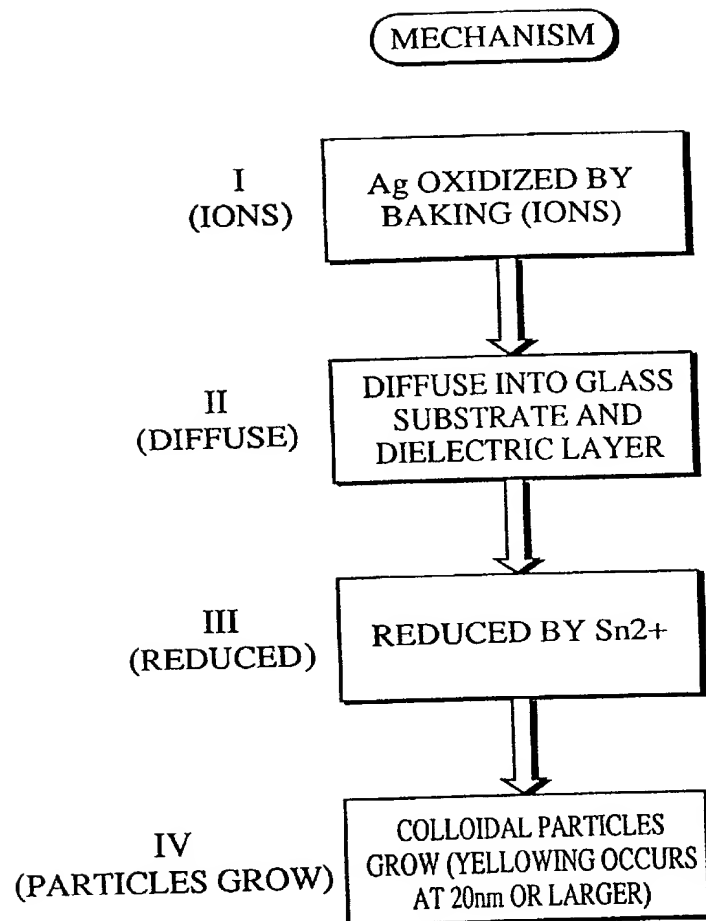 MECHANISM
I
(IONS)
Ag OXIDIZED BY
BAKING (IONS)
II
(DIFFUSE)
DIFFUSE INTO GLASS
SUBSTRATE AND
DIELECTRIC LAYER
III
(REDUCED)
REDUCED BY Sn2+
IV
(PARTICLES GROW)
COLLOIDAL PARTICLES
GROW (YELLOWING OCCURS
AT 20nm OR LARGER)